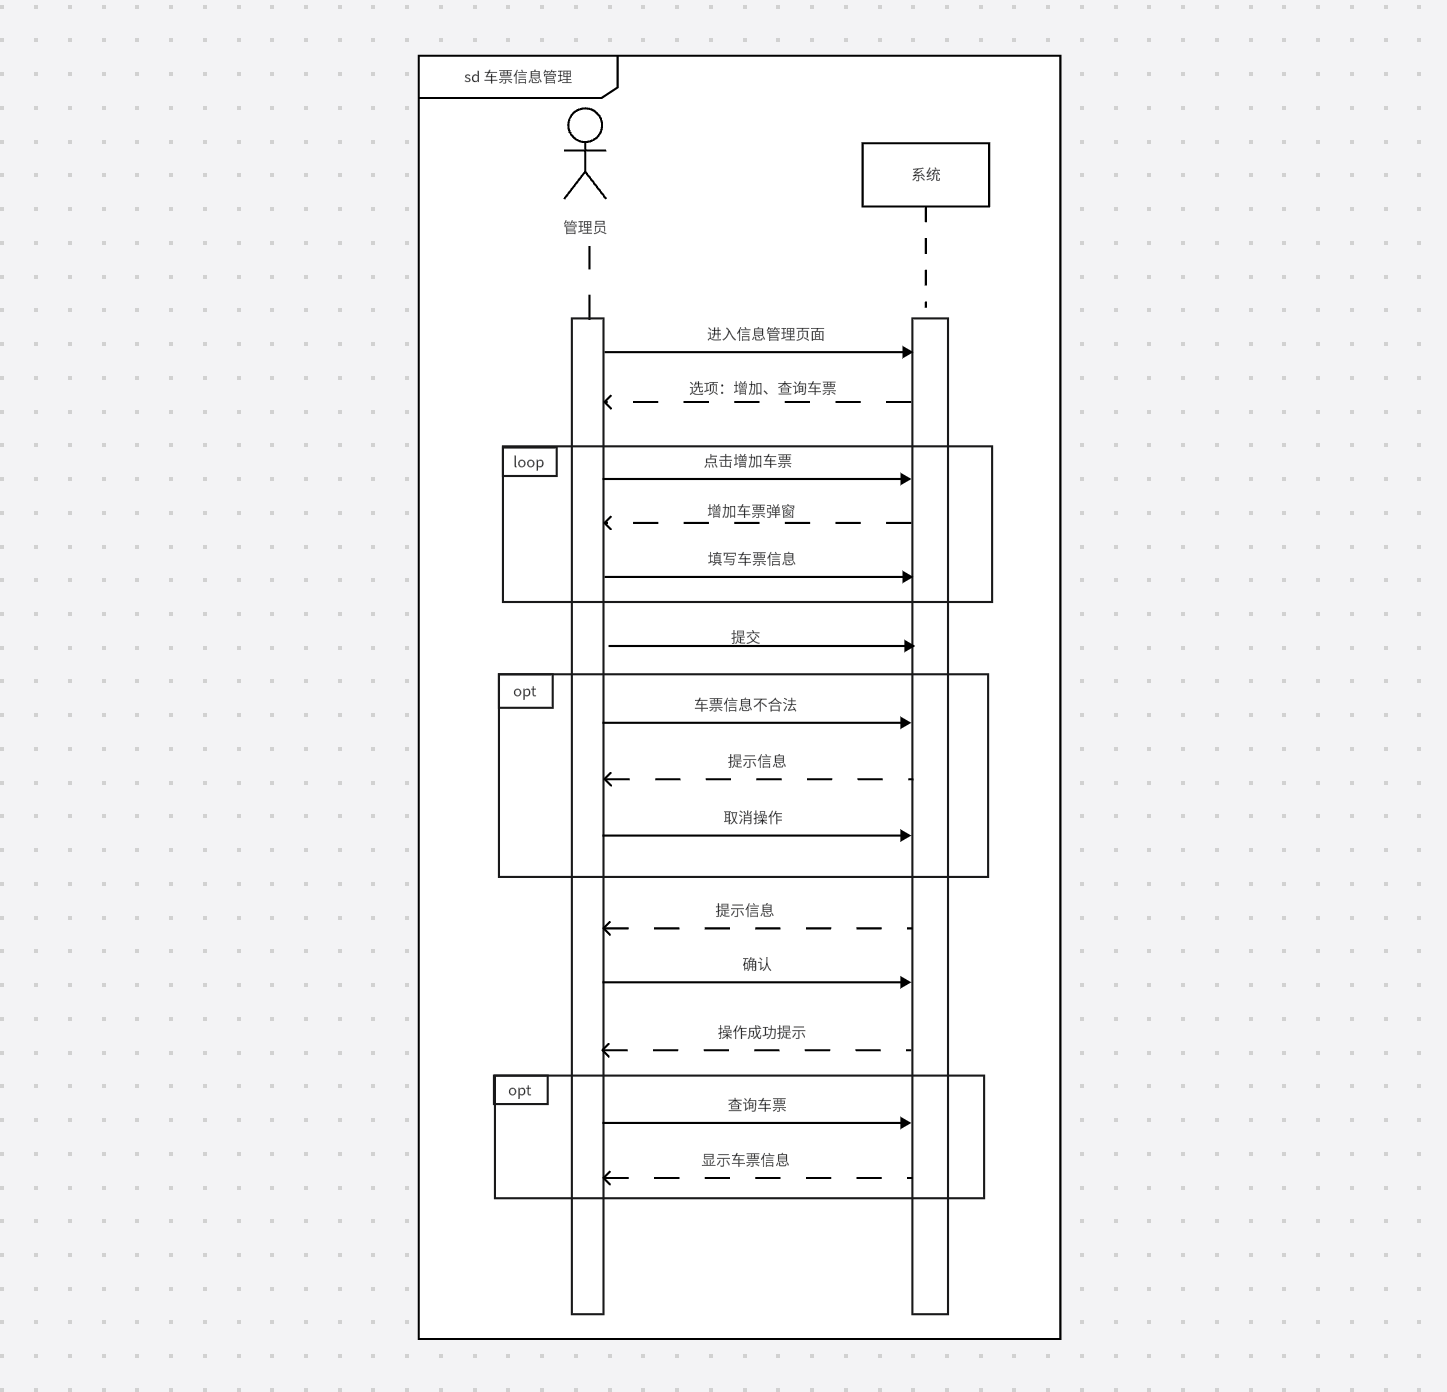 sd 车票信息管理
管理员
系统
进入信息管理页面
选项：增加、查询车票
loop
点击增加车票
增加车票弹窗
填写车票信息
提交
opt
车票信息不合法
提示信息
取消操作
提示信息
确认
操作成功提示
opt
查询车票
显示车票信息